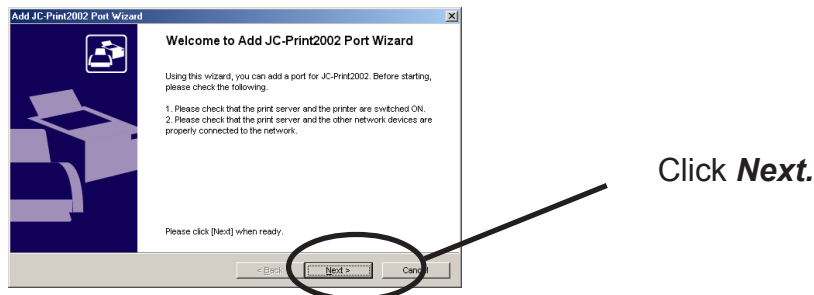 Add JC-Print2002 Port Wizard
Welcome to Add JC-Print2002 Port Wizard
Using this wizard, you can add a port for JC-Print2002. Before starting,
please check the following.
1. Please check that the print server and the printer are switched ON.
2. Please check that the print server and the other network devices are
properly connected to the network.
Please click [Next] when ready.
< Back
Next >
Cancel
Click Next.